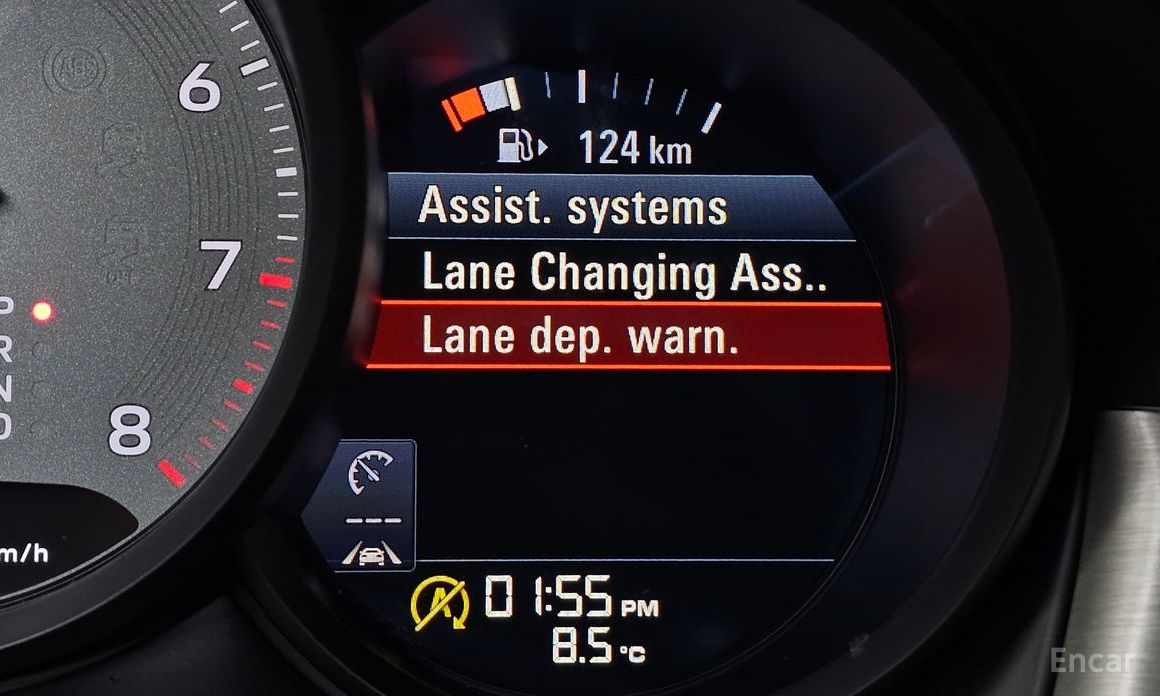 6
7
8
P
R
N
D
m/h
124 km
Assist. systems
Lane Changing Ass..
Lane dep. warn.
---
A
01:55 PM
8.5 °C
Encar